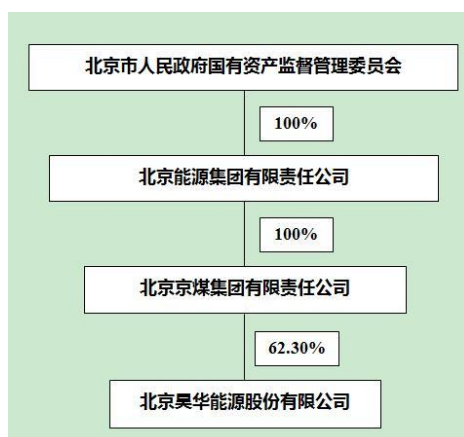 北京市人民政府国有资产监督管理委员会
100%
北京能源集团有限责任公司
100%
北京京煤集团有限责任公司
62.30%
北京昊华能源股份有限公司